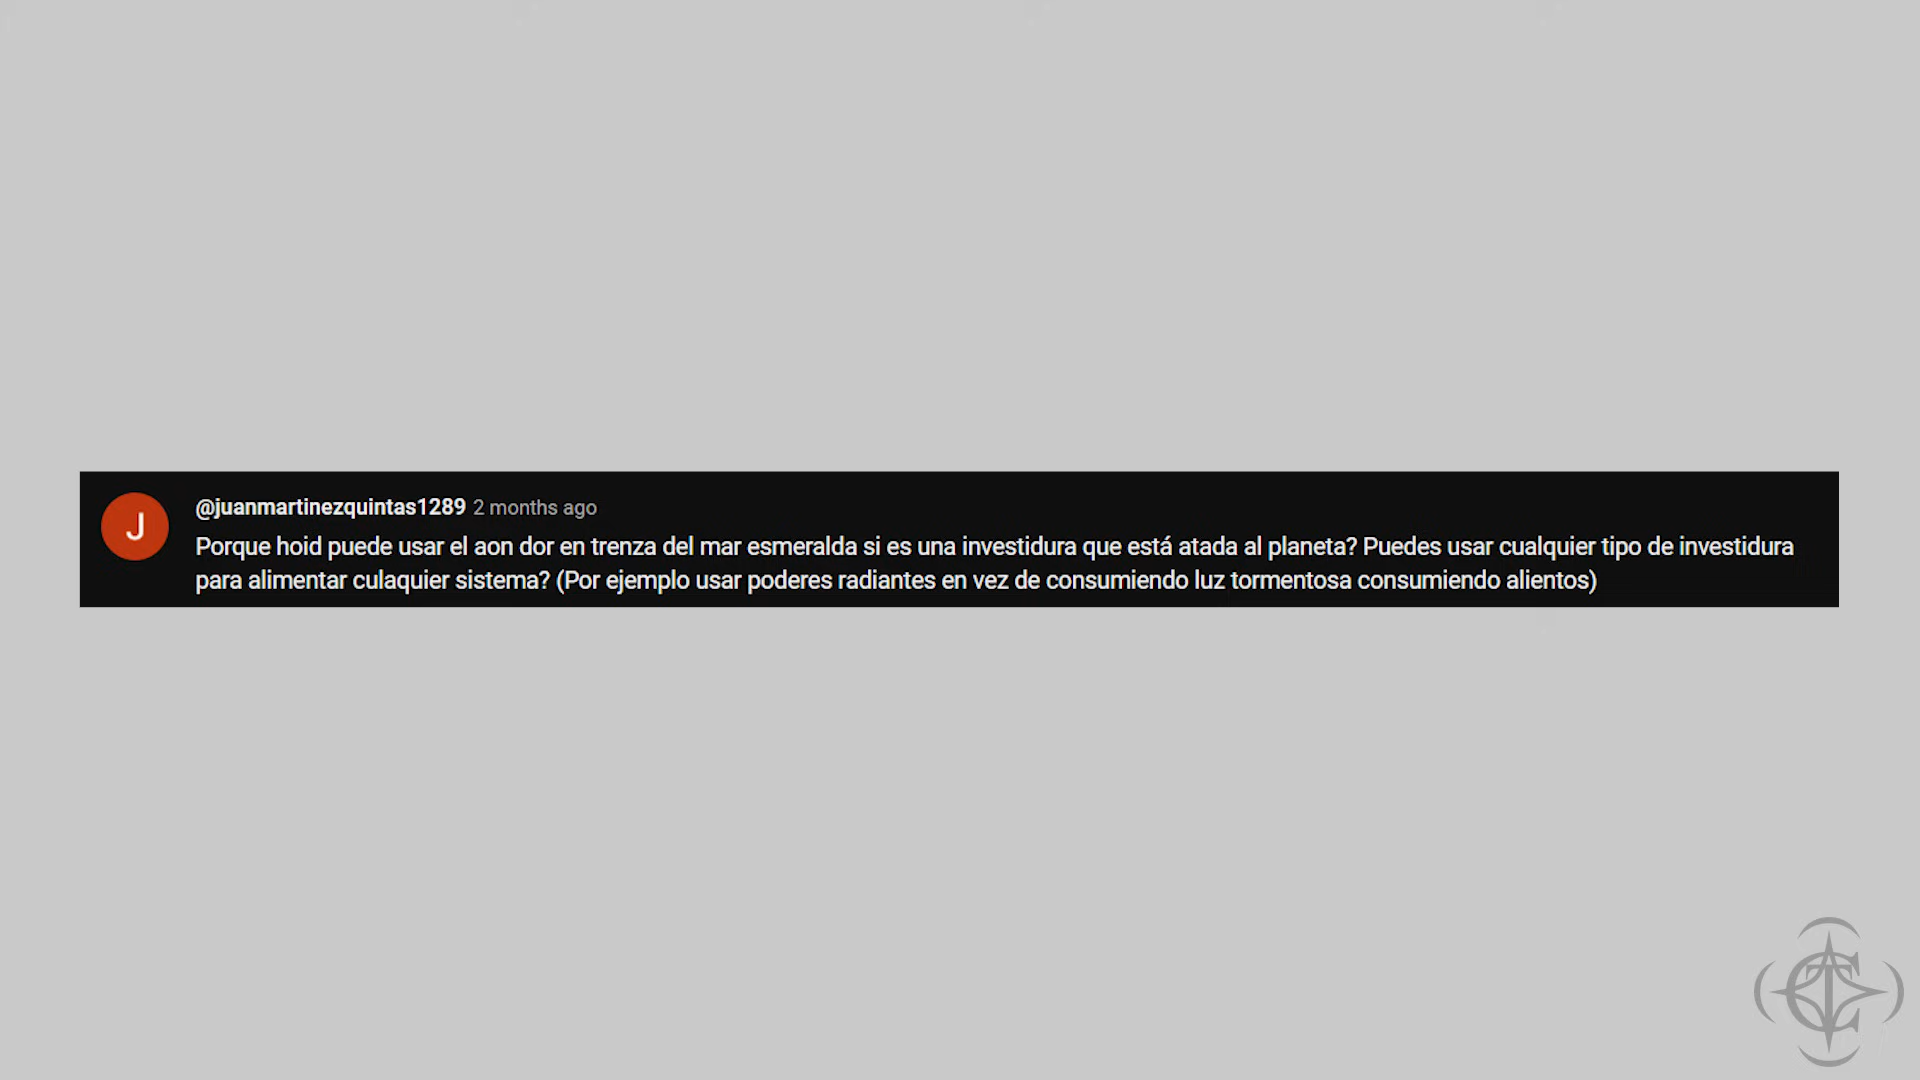 J
@juanmartinezquintas1289 2 months ago
Porque hoid puede usar el aon dor en trenza del mar esmeralda si es una investidura que está atada al planeta? Puedes usar cualquier tipo de investidura
para alimentar culaquier sistema? (Por ejemplo usar poderes radiantes en vez de consumiendo luz tormentosa consumiendo alientos)